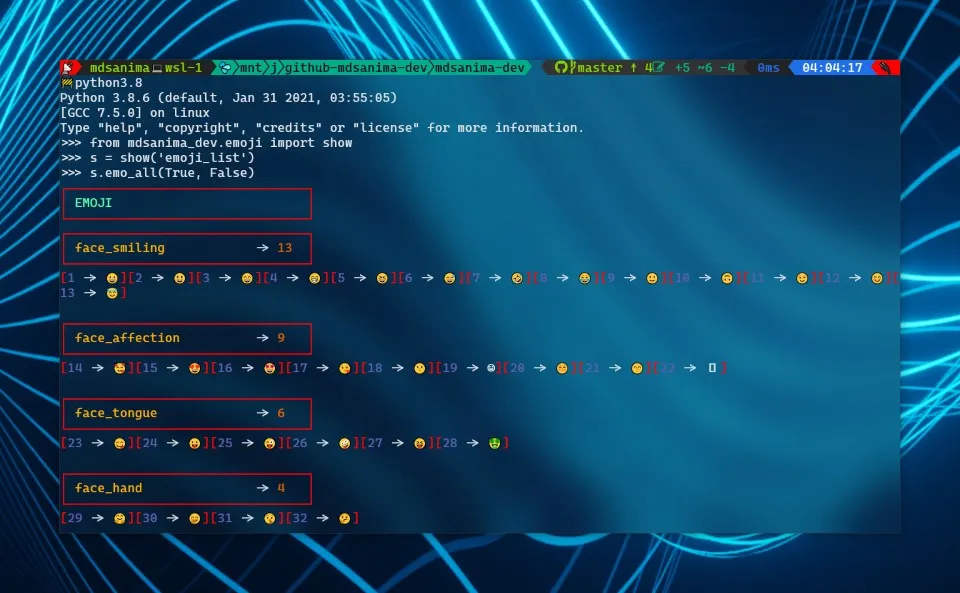 mdsanima wsl-1 mnt j github-mdsanima-dev mdsanima-dev master ↑ 4 +5 ~6 -4 0ms 04:04:17
python3.8
Python 3.8.6 (default, Jan 31 2021, 03:55:05)
[GCC 7.5.0] on linux
Type "help", "copyright", "credits" or "license" for more information.
>>> from mdsanima_dev.emoji import show
>>> s = show('emoji_list')
>>> s.emo_all(True, False)
EMOJI
face_smiling → 13
[1 → 😀][2 → 😃][3 → 😄][4 → 😁][5 → 😆][6 → 😅][7 → 🤣][8 → 😂][9 → 🙂][10 → 🙃][11 → 😉][12 → 😊][
13 → 😇]
face_affection → 9
[14 → 🥰][15 → 😍][16 → 🤩][17 → 😘][18 → 😗][19 → ☺][20 → 😚][21 → 😙][22 → ]
face_tongue → 6
[23 → 😋][24 → 😛][25 → 😜][26 → 🤪][27 → 😝][28 → 🤑]
face_hand → 4
[29 → 🤗][30 → 🤭][31 → 🤫][32 → 🤔]